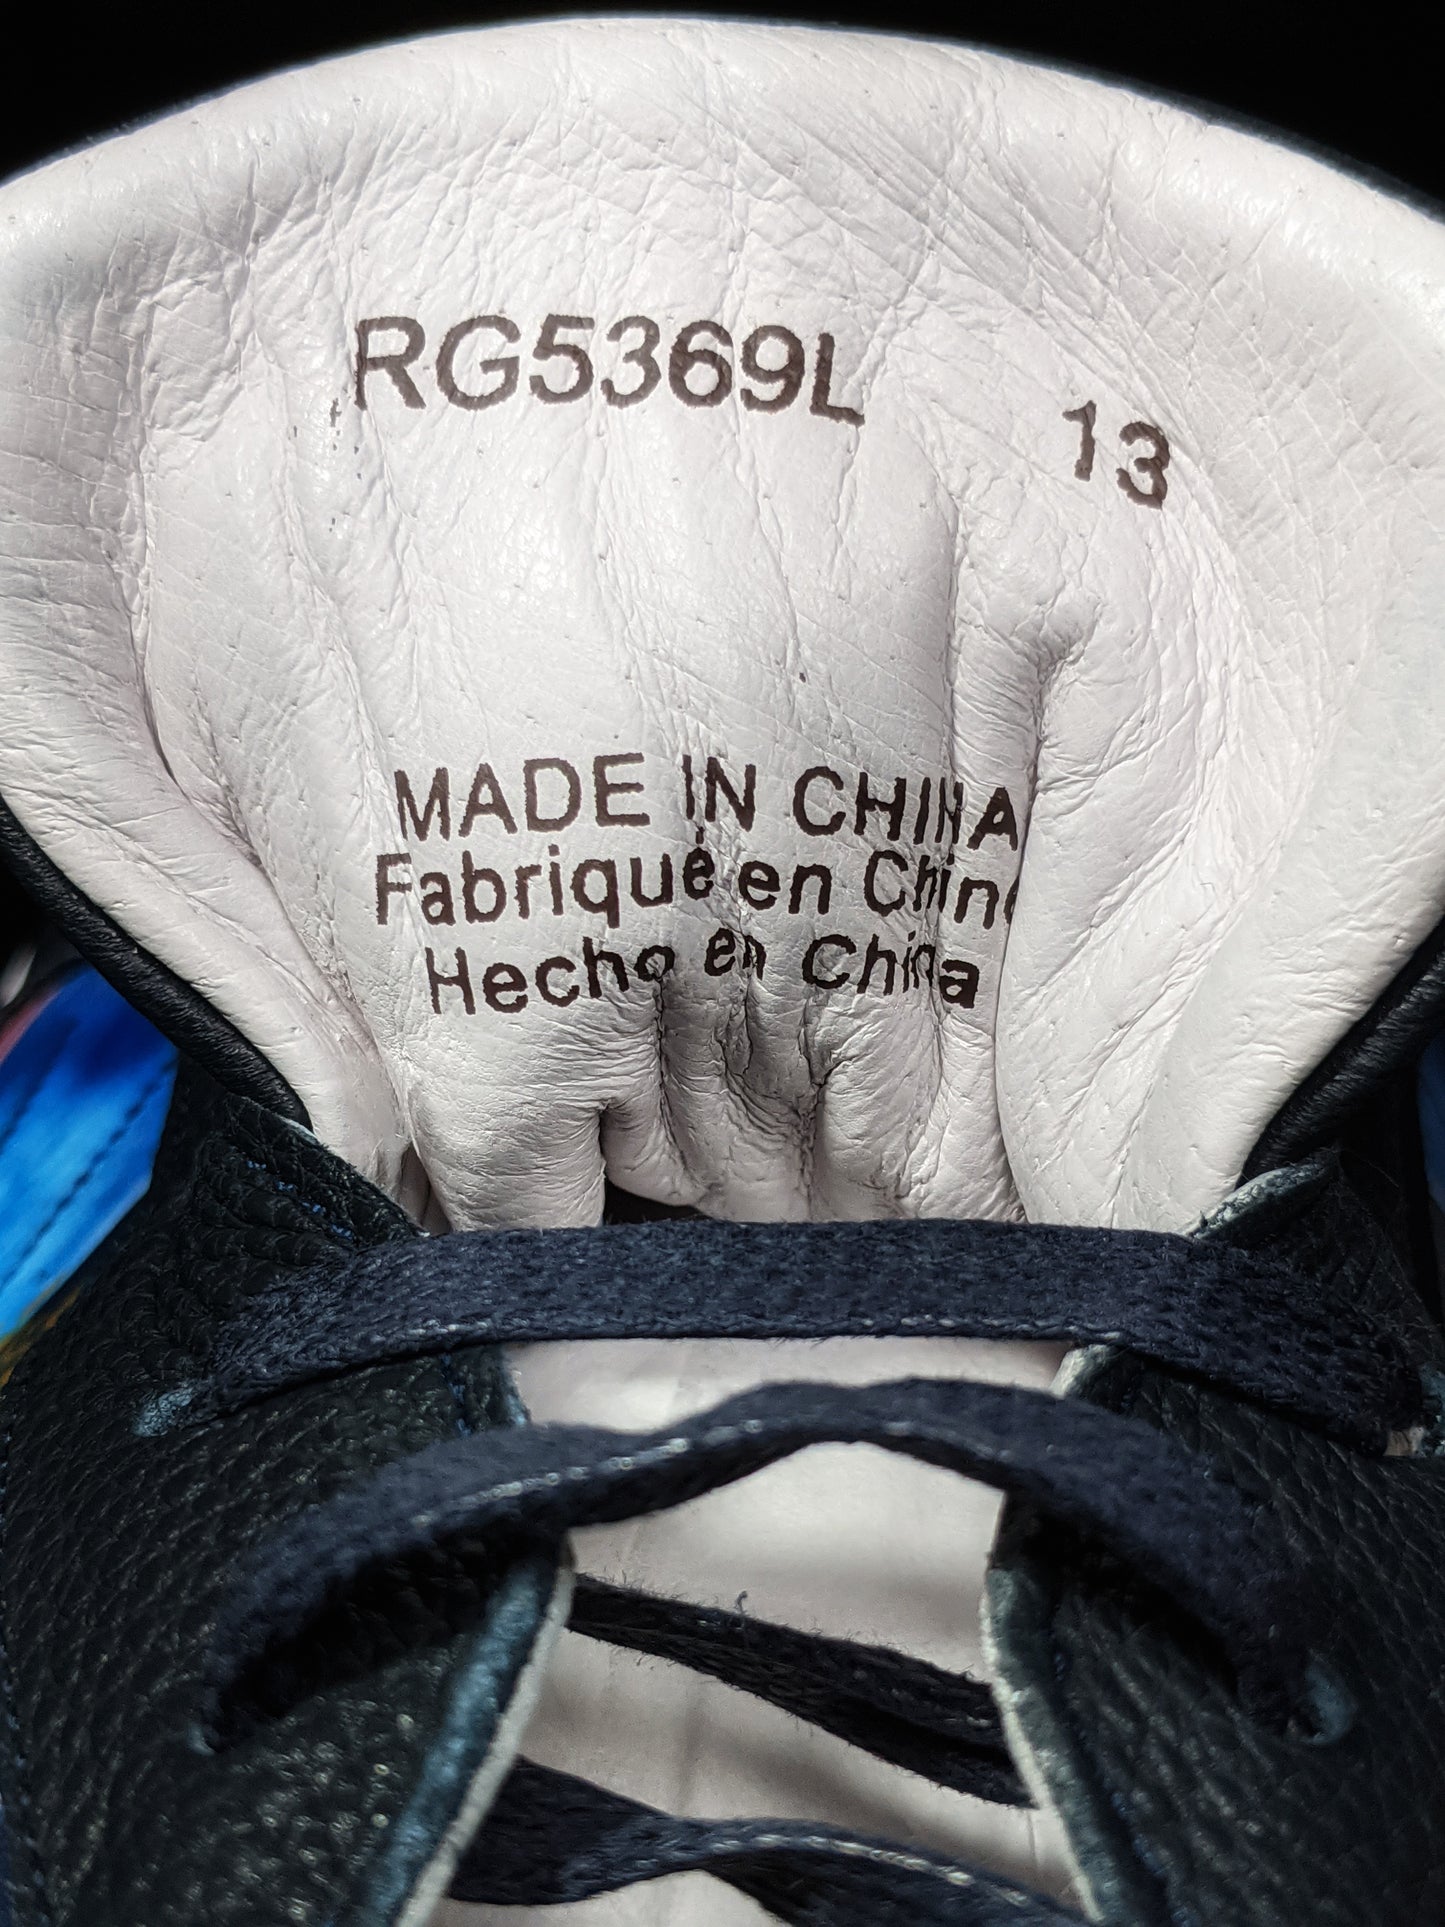 RG5369L 13
MADE IN CHINA
Fabriqué en Chine
Hecho en China